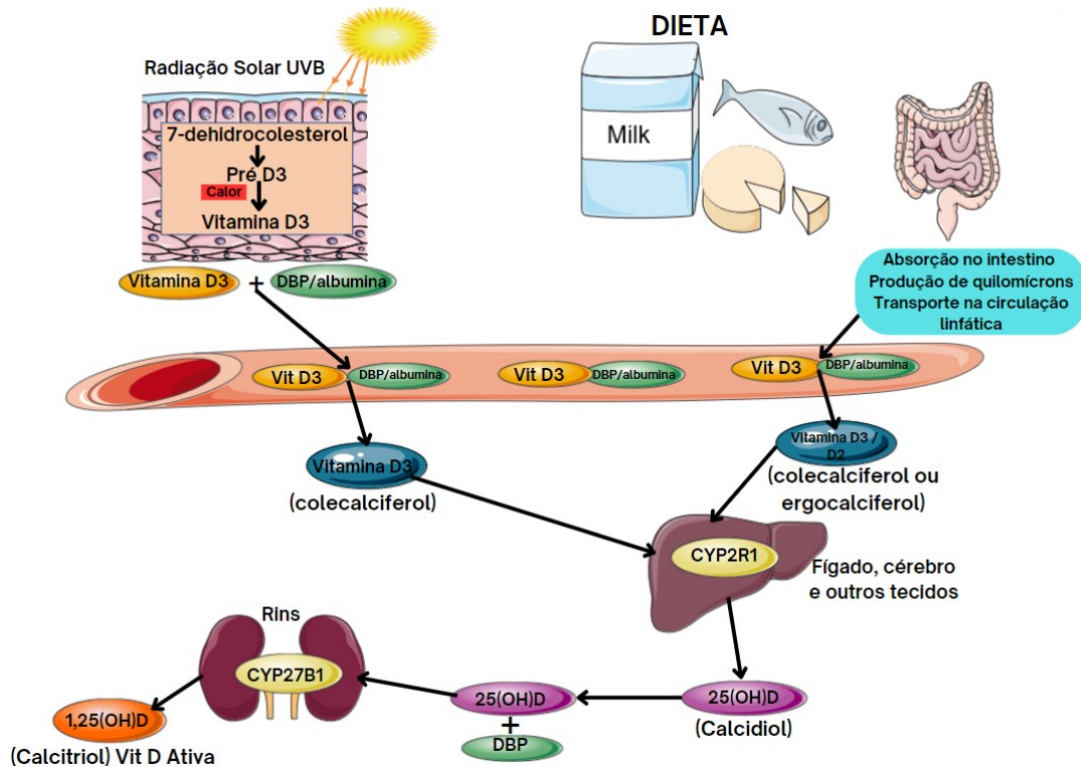 DIETA
Radiação Solar UVB
7-dehidrocolesterol
Pré D3
Calor
Vitamina D3
Milk
Vitamina D3
+
DBP/albumina
Absorção no intestino
Produção de quilomícrons
Transporte na circulação
linfática
Vit D3
DBP/albumina
Vit D3
DBP/albumina
Vit D3
DBP/albumina
Vitamina D3
(colecalciferol)
Vitamina D3 /
D2
(colecalciferol ou
ergocalciferol)
CYP2R1
Fígado, cérebro
e outros tecidos
Rins
CYP27B1
1,25(OH)D
(Calcitriol) Vit D Ativa
25(OH)D
+
DBP
25(OH)D
(Calcidiol)